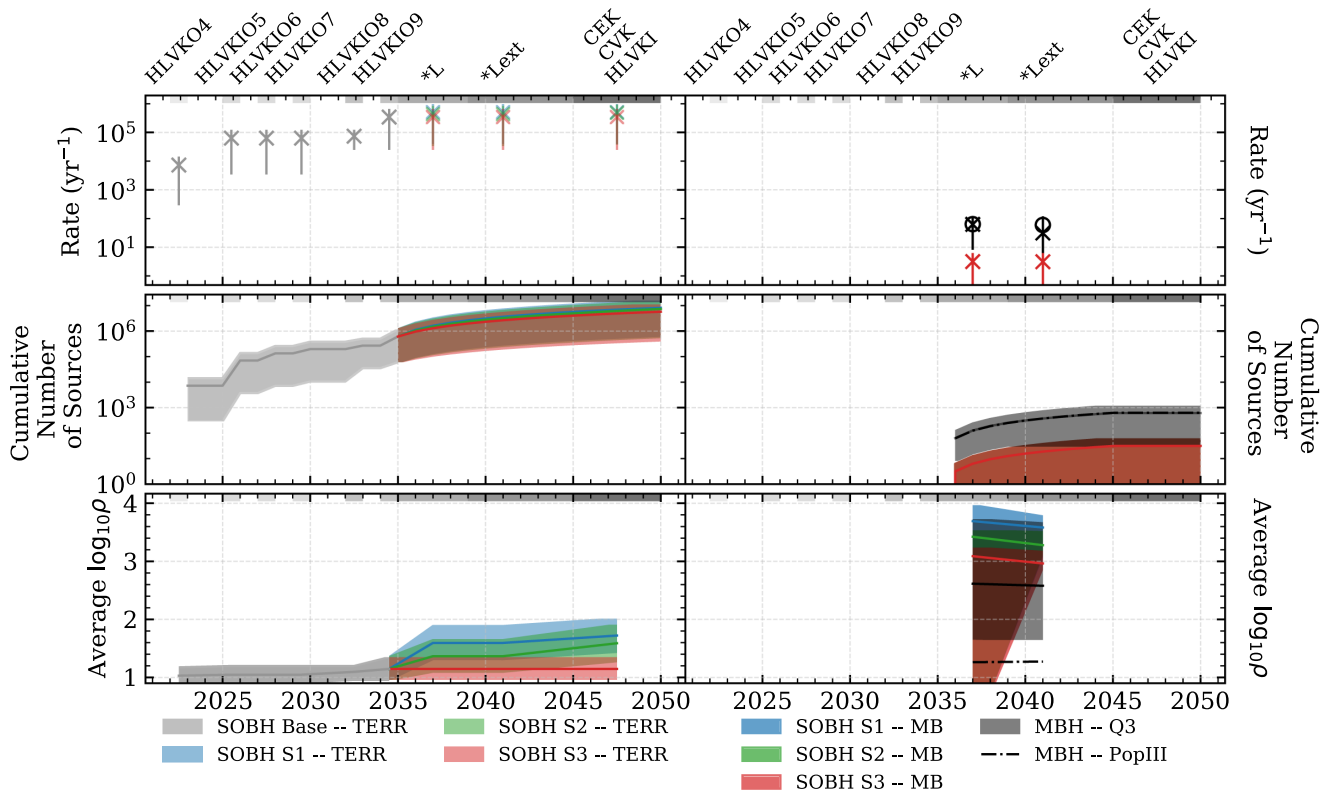 HLVKO4
HLVKIO5
HLVKIO6
HLVKIO7
HLVKIO8
HLVKIO9
*L
*Lext
CEK
CVK
HLVKI
HLVKO4
HLVKIO5
HLVKIO6
HLVKIO7
HLVKIO8
HLVKIO9
*L
*Lext
CEK
CVK
HLVKI
Rate (yr⁻¹)
10⁵
10³
10¹
Rate (yr⁻¹)
Cumulative
Number
of Sources
10⁶
10³
10⁰
Cumulative
Number
of Sources
Average log₁₀ρ
4
3
2
1
Average log₁₀ρ
2025 2030 2035 2040 2045 2050
2025 2030 2035 2040 2045 2050
SOBH Base -- TERR
SOBH S1 -- TERR
SOBH S2 -- TERR
SOBH S3 -- TERR
SOBH S1 -- MB
SOBH S2 -- MB
SOBH S3 -- MB
MBH -- Q3
MBH -- PopIII